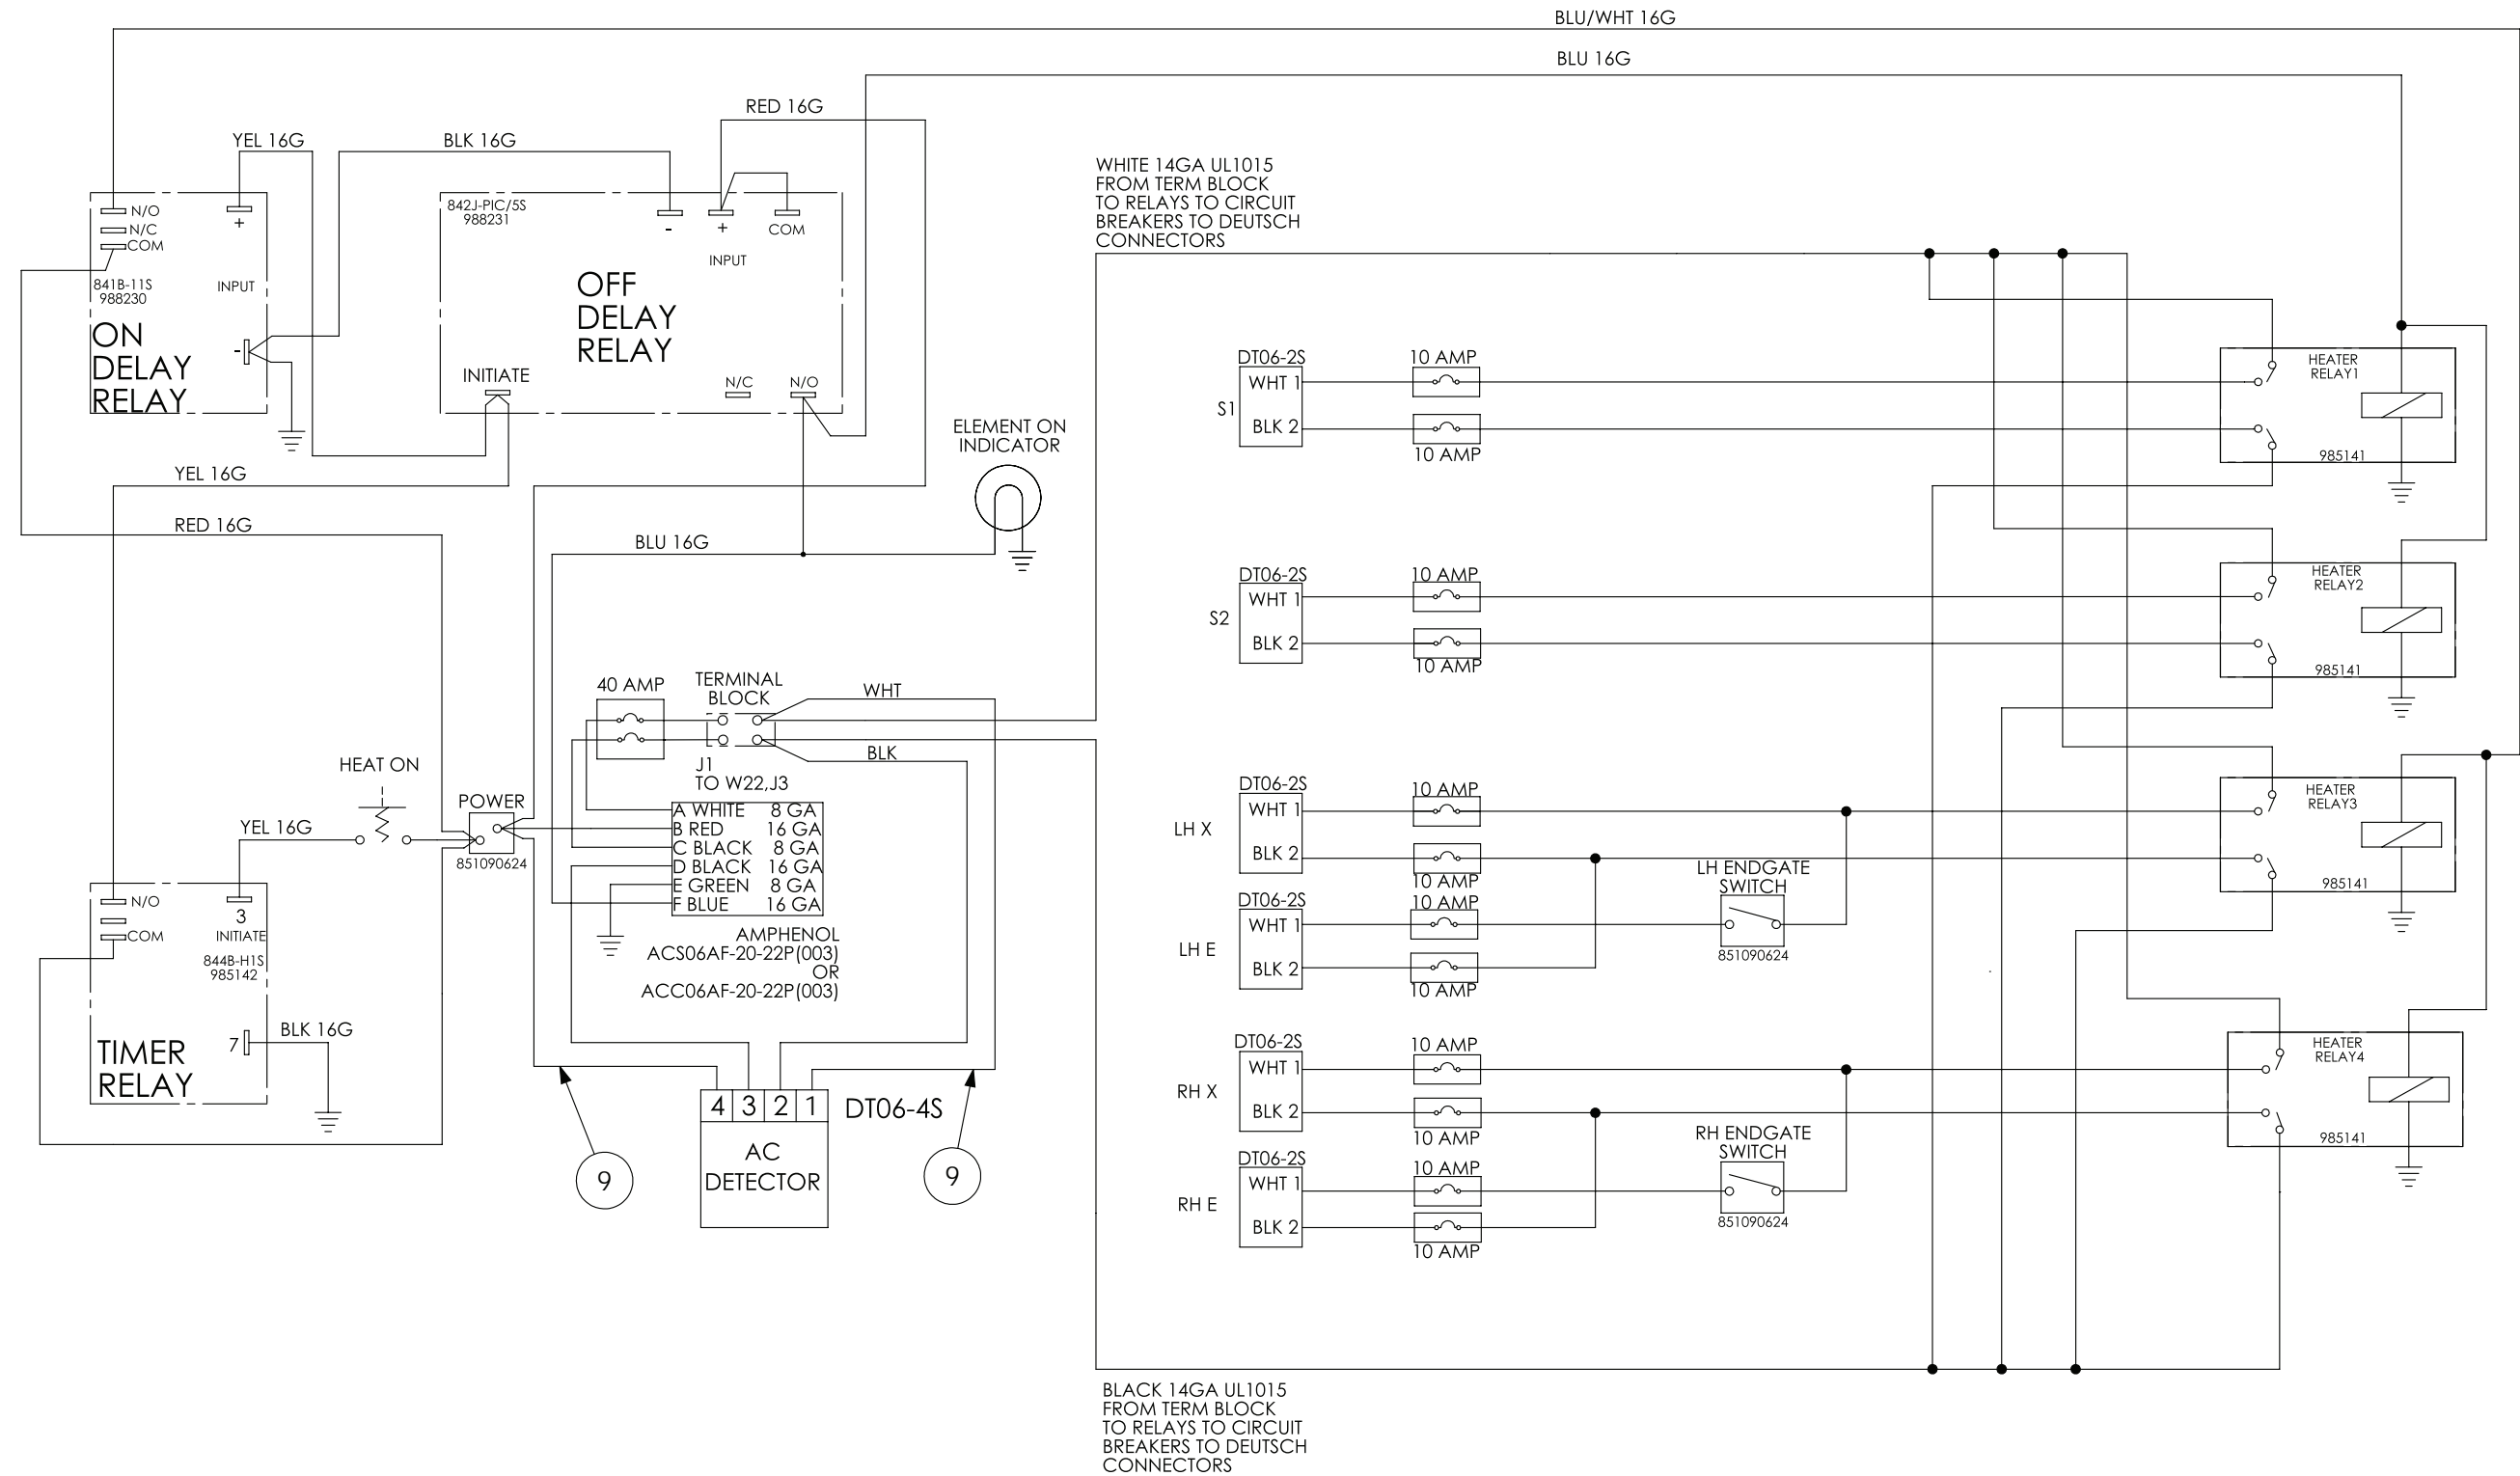 BLU/WHT 16G
BLU 16G
RED 16G
YEL 16G
BLK 16G
WHITE 14GA UL1015
FROM TERM BLOCK
TO RELAYS TO CIRCUIT
BREAKERS TO DEUTSCH
CONNECTORS
N/O
N/C
COM
+
841B-11S
988230
INPUT
ON
DELAY
RELAY
-
842J-PIC/5S
988231
-
+
COM
INPUT
OFF
DELAY
RELAY
INITIATE
N/C
N/O
ELEMENT ON
INDICATOR
YEL 16G
RED 16G
BLU 16G
DT06-2S
WHT 1
BLK 2
S1
10 AMP
10 AMP
HEATER
RELAY1
985141
DT06-2S
WHT 1
BLK 2
S2
10 AMP
10 AMP
HEATER
RELAY2
985141
40 AMP
TERMINAL
BLOCK
WHT
BLK
J1
TO W22,J3
HEAT ON
POWER
851090624
YEL 16G
A WHITE 8 GA
B RED 16 GA
C BLACK 8 GA
D BLACK 16 GA
E GREEN 8 GA
F BLUE 16 GA
AMPHENOL
ACS06AF-20-22P(003)
OR
ACC06AF-20-22P(003)
N/O
COM
3
INITIATE
844B-H1S
985142
7
BLK 16G
TIMER
RELAY
DT06-2S
WHT 1
BLK 2
LH X
10 AMP
10 AMP
LH ENDGATE
SWITCH
851090624
HEATER
RELAY3
985141
DT06-2S
WHT 1
BLK 2
LH E
10 AMP
10 AMP
DT06-2S
WHT 1
BLK 2
RH X
10 AMP
10 AMP
RH ENDGATE
SWITCH
851090624
HEATER
RELAY4
985141
DT06-2S
WHT 1
BLK 2
RH E
10 AMP
10 AMP
4 3 2 1
DT06-4S
AC
DETECTOR
9
9
BLACK 14GA UL1015
FROM TERM BLOCK
TO RELAYS TO CIRCUIT
BREAKERS TO DEUTSCH
CONNECTORS